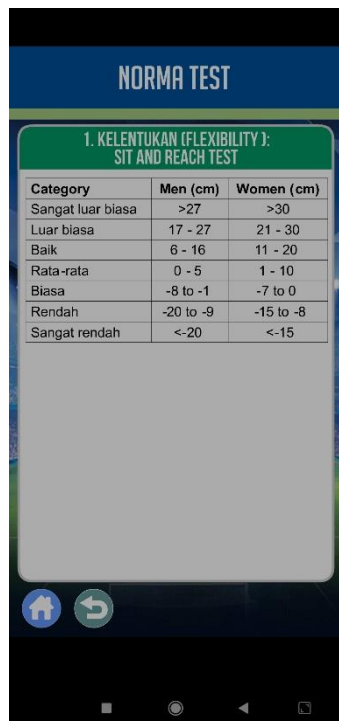 NORMA TEST
1. KELENTUKAN (FLEXIBILITY ):
SIT AND REACH TEST
Category Men (cm) Women (cm)
Sangat luar biasa >27 >30
Luar biasa 17 - 27 21 - 30
Baik 6 - 16 11 - 20
Rata-rata 0 - 5 1 - 10
Biasa -8 to -1 -7 to 0
Rendah -20 to -9 -15 to -8
Sangat rendah <-20 <-15